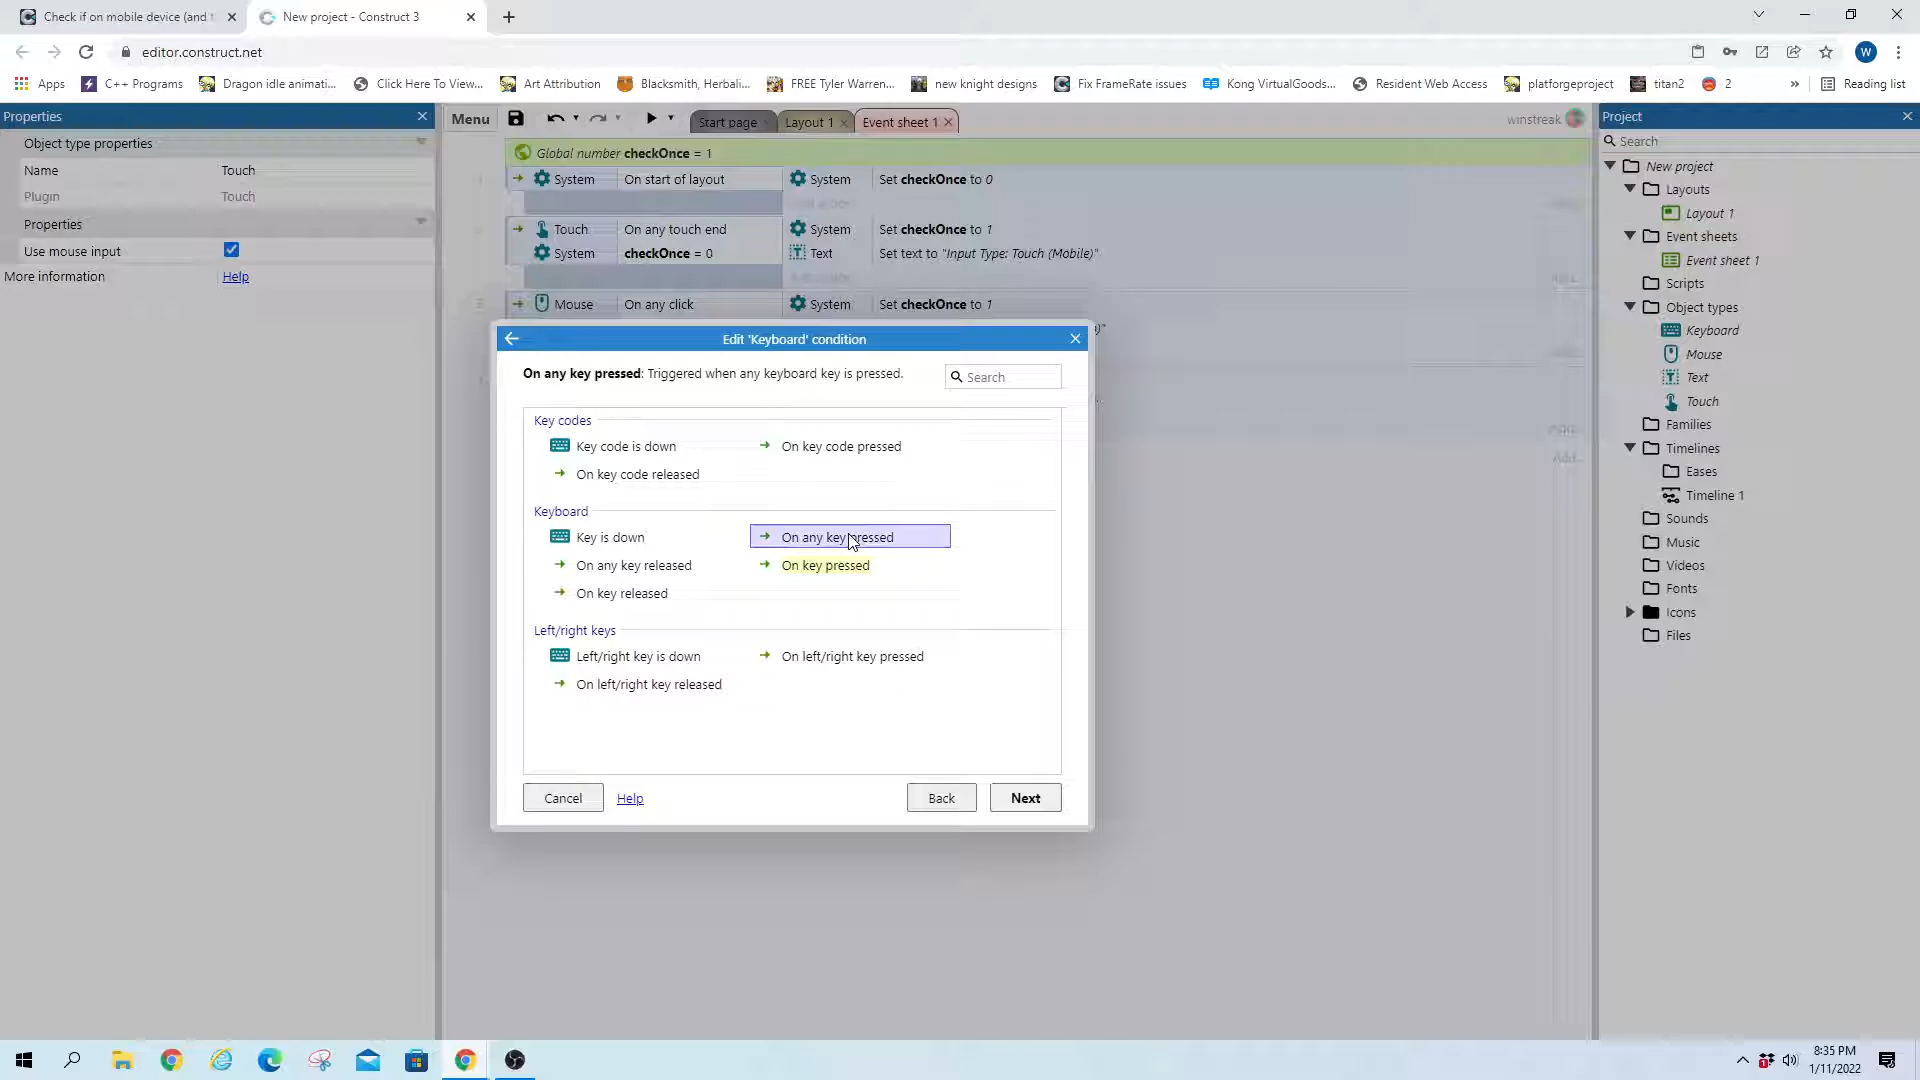 Check if on mobile device (and
New project - Construct 3
editor.construct.net
W
Apps
C++ Programs
Dragon idle animati...
Click Here To View...
Art Attribution
Blacksmith, Herbali...
FREE Tyler Warren...
new knight designs
Fix FrameRate issues
Kong VirtualGoods...
Resident Web Access
platforgeproject
titan2
2
»
Reading list
Properties
Menu
Start page
Layout 1
Event sheet 1
winstreak
Project
Object type properties
Name Touch
Plugin Touch
Properties
Use mouse input
More information Help
Global number checkOnce = 1
System On start of layout System Set checkOnce to 0
Touch On any touch end System Set checkOnce to 1
System checkOnce = 0 Text Set text to "Input Type: Touch (Mobile)"
Mouse On any click System Set checkOnce to 1
Edit 'Keyboard' condition
On any key pressed: Triggered when any keyboard key is pressed.
Search
Key codes
Key code is down On key code pressed
On key code released
Keyboard
Key is down On any key pressed
On any key released On key pressed
On key released
Left/right keys
Left/right key is down On left/right key pressed
On left/right key released
Cancel Help Back Next
Search
New project
Layouts
Layout 1
Event sheets
Event sheet 1
Scripts
Object types
Keyboard
Mouse
Text
Touch
Families
Timelines
Eases
Timeline 1
Sounds
Music
Videos
Fonts
Icons
Files
8:35 PM
1/11/2022